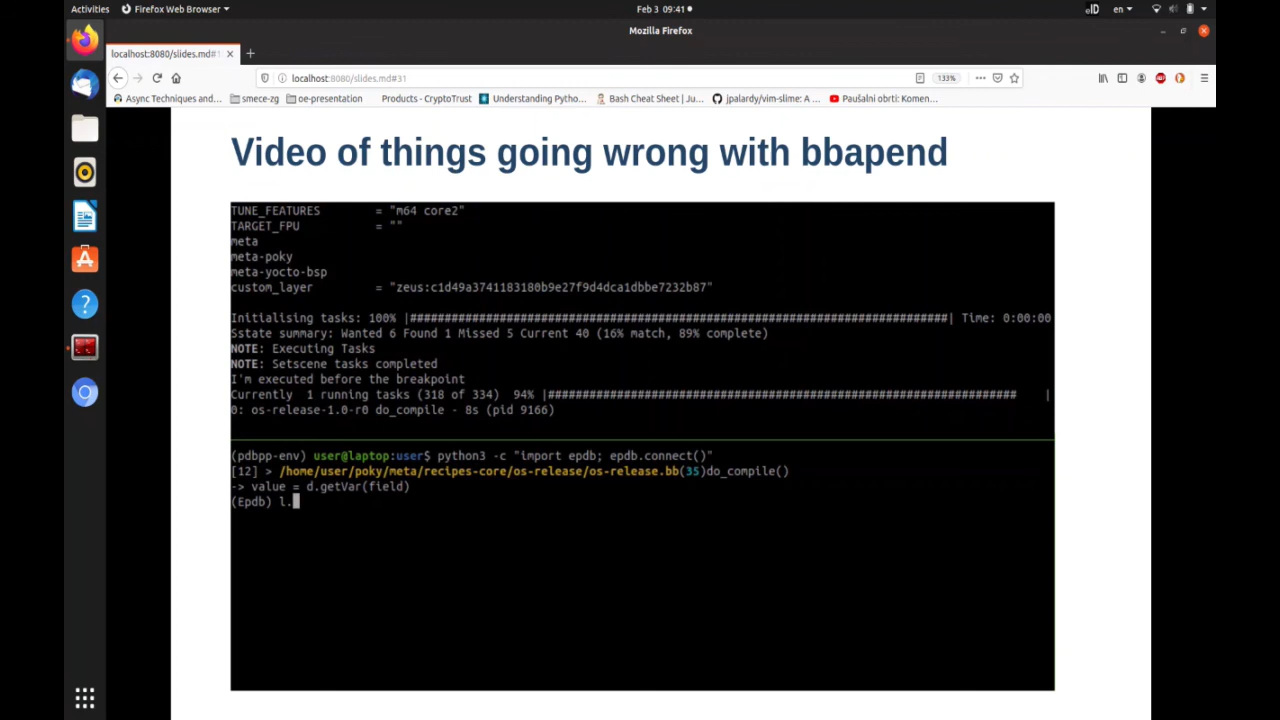 Activities
Firefox Web Browser
Feb 3 09:41
en
Mozilla Firefox
localhost:8080/slides.md#
localhost:8080/slides.md#31
133%
Async Techniques and...
smece-zg
oe-presentation
Products - CryptoTrust
Understanding Pytho...
Bash Cheat Sheet | Ju...
jpalardy/vim-slime: A ...
Paušalni obrti: Komen...
Video of things going wrong with bbapend
TUNE_FEATURES = "m64 core2"
TARGET_FPU = ""
meta
meta-poky
meta-yocto-bsp
custom_layer = "zeus:c1d49a3741183180b9e27f9d4dca1dbbe7232b87"
Initialising tasks: 100% |###################################################################################| Time: 0:00:00
Sstate summary: Wanted 6 Found 1 Missed 5 Current 40 (16% match, 89% complete)
NOTE: Executing Tasks
NOTE: Setscene tasks completed
I'm executed before the breakpoint
Currently 1 running tasks (318 of 334) 94% |########################################################################## |
0: os-release-1.0-r0 do_compile - 8s (pid 9166)
(pdbpp-env) user@laptop:user$ python3 -c "import epdb; epdb.connect()"
[12] > /home/user/poky/meta/recipes-core/os-release/os-release.bb(35)do_compile()
-> value = d.getVar(field)
(Epdb) l.